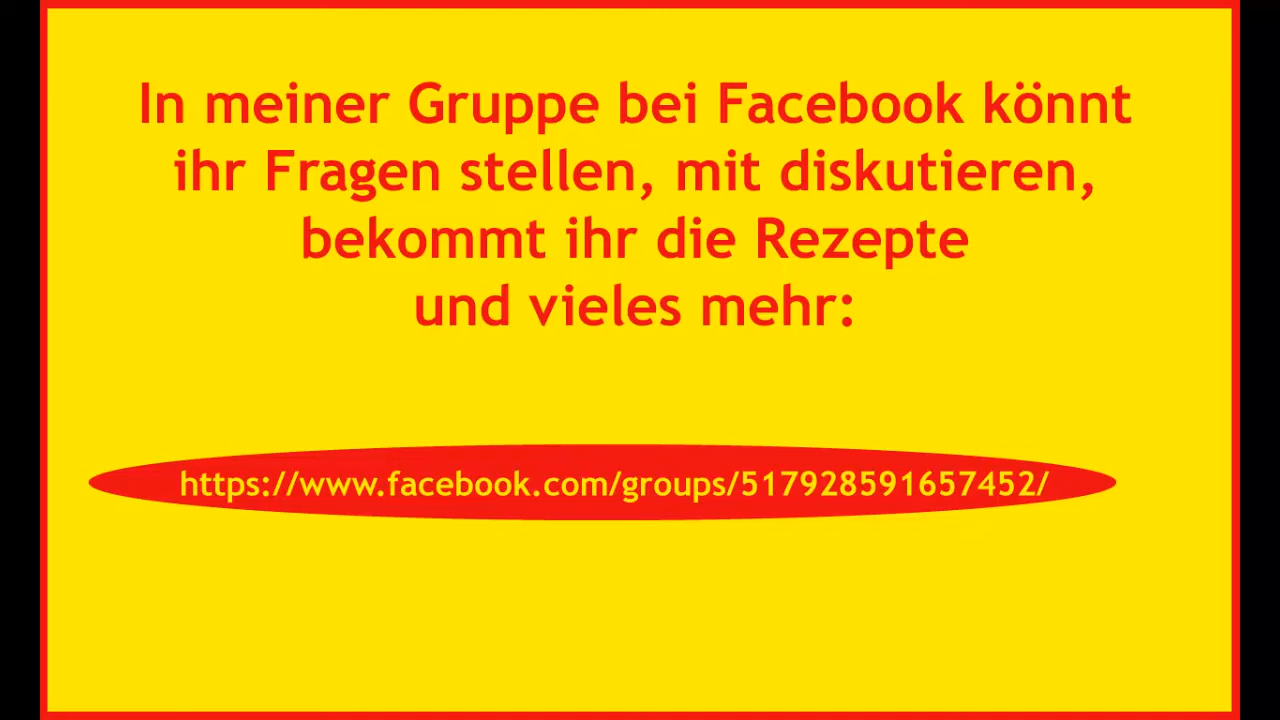 In meiner Gruppe bei Facebook könnt
ihr Fragen stellen, mit diskutieren,
bekommt ihr die Rezepte
und vieles mehr:
https://www.facebook.com/groups/517928591657452/